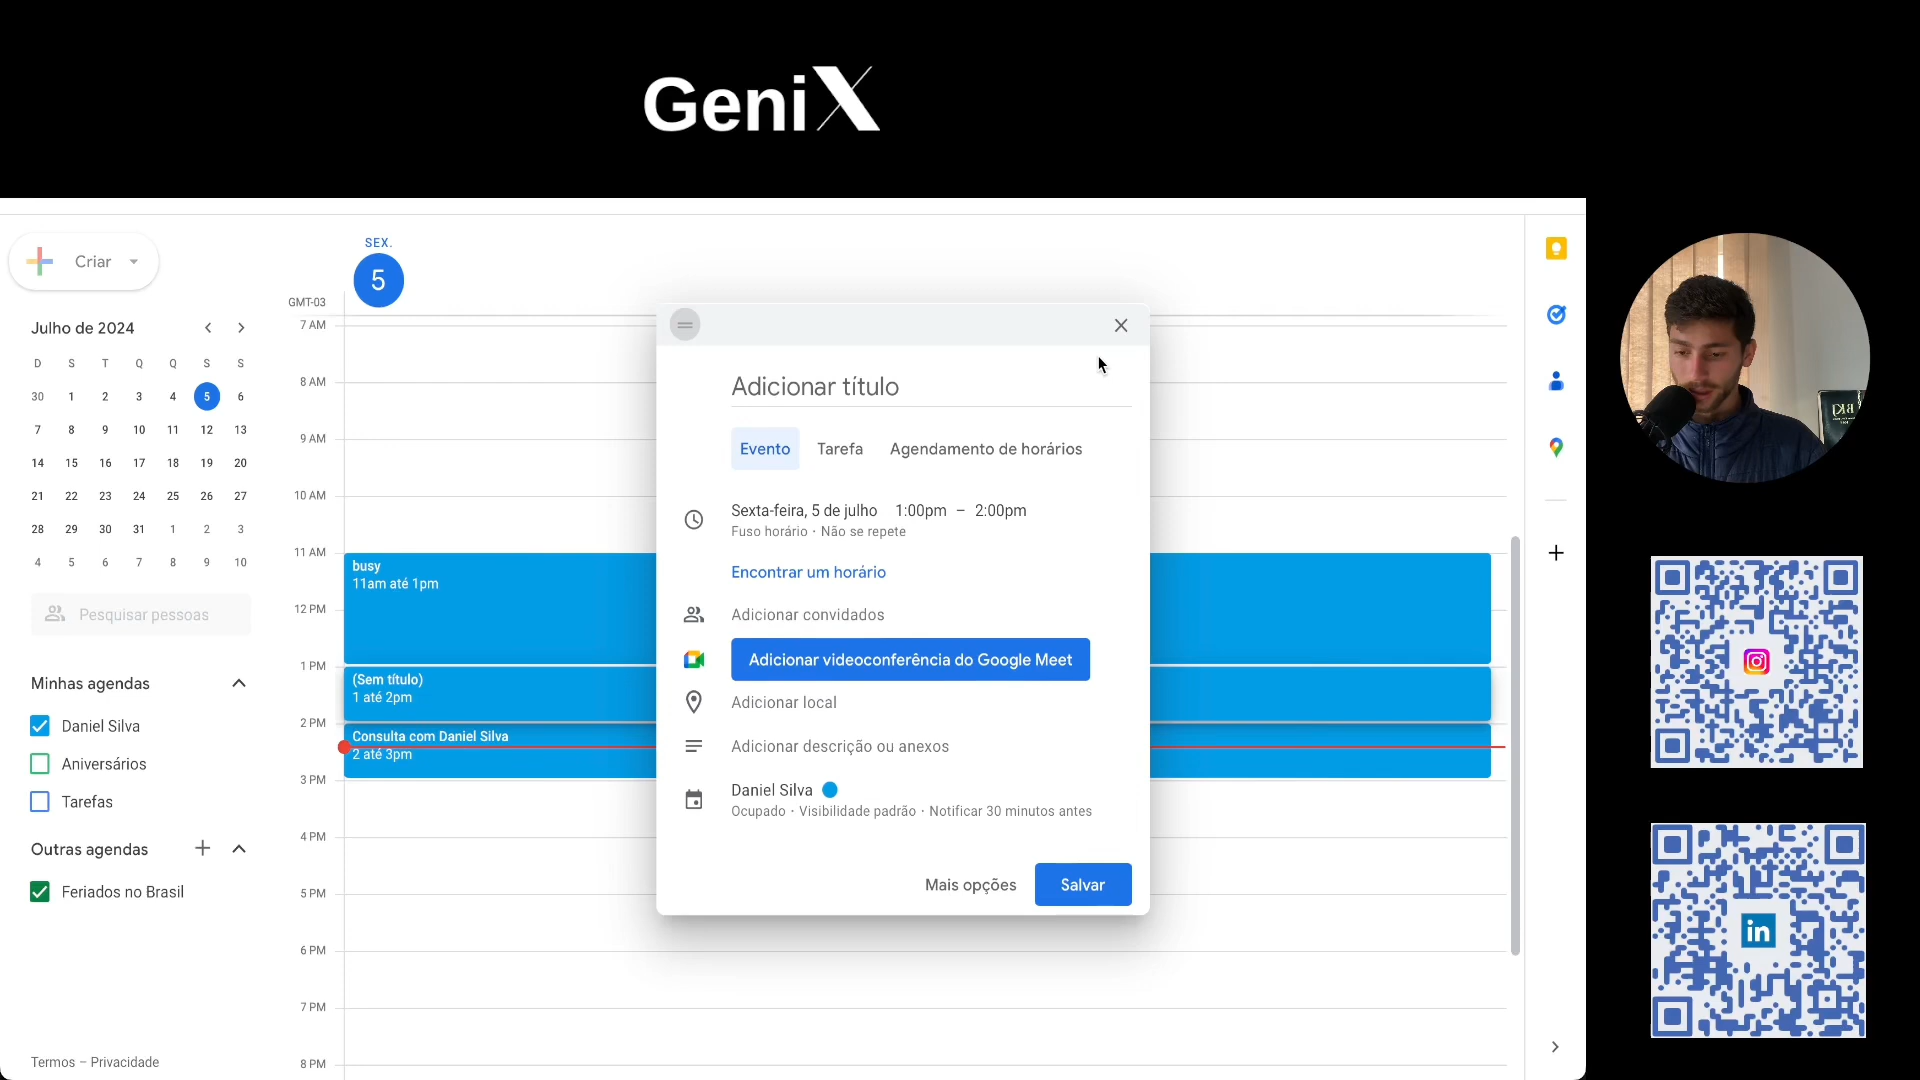 GeniX
Criar
Julho de 2024
D S T Q Q S S
30 1 2 3 4 5 6
7 8 9 10 11 12 13
14 15 16 17 18 19 20
21 22 23 24 25 26 27
28 29 30 31 1 2 3
4 5 6 7 8 9 10
Pesquisar pessoas
Minhas agendas
Daniel Silva
Aniversários
Tarefas
Outras agendas
Feriados no Brasil
Termos – Privacidade
SEX.
5
GMT-03
7 AM
8 AM
9 AM
10 AM
11 AM
12 PM
1 PM
2 PM
3 PM
4 PM
5 PM
6 PM
7 PM
8 PM
busy
11am até 1pm
(Sem título)
1 até 2pm
Consulta com Daniel Silva
2 até 3pm
Adicionar título
Evento Tarefa Agendamento de horários
Sexta-feira, 5 de julho 1:00pm – 2:00pm
Fuso horário · Não se repete
Encontrar um horário
Adicionar convidados
Adicionar videoconferência do Google Meet
Adicionar local
Adicionar descrição ou anexos
Daniel Silva
Ocupado · Visibilidade padrão · Notificar 30 minutos antes
Mais opções Salvar
in